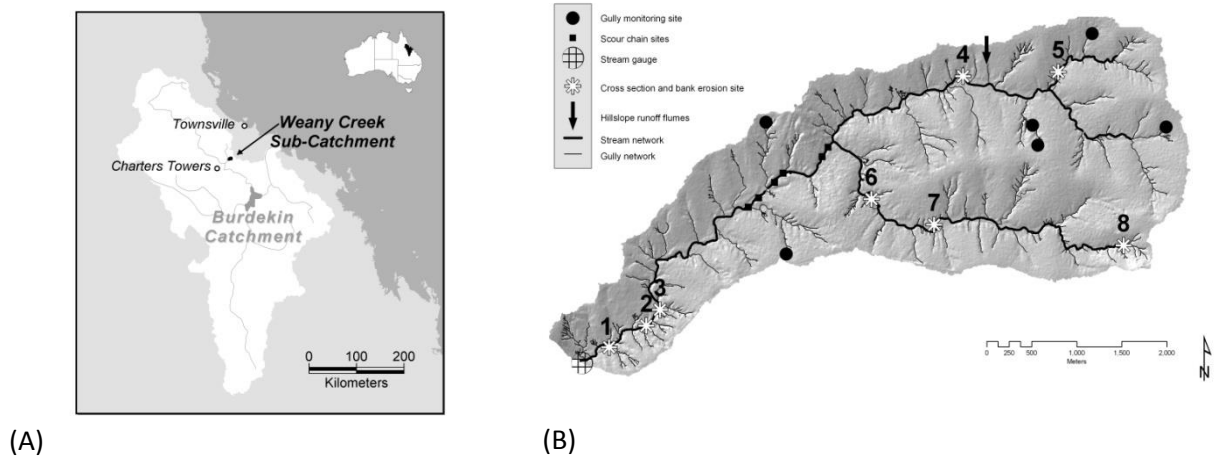 Townsville
Weany Creek
Sub-Catchment
Charters Towers
Burdekin
Catchment
0 100 200
Kilometers
(A)
Gully monitoring site
Scour chain sites
Stream gauge
Cross section and bank erosion site
Hillslope runoff flumes
Stream network
Gully network
4
5
6
7
8
3
2
1
0 250 500 1,000 1,500 2,000
Meters
N
(B)